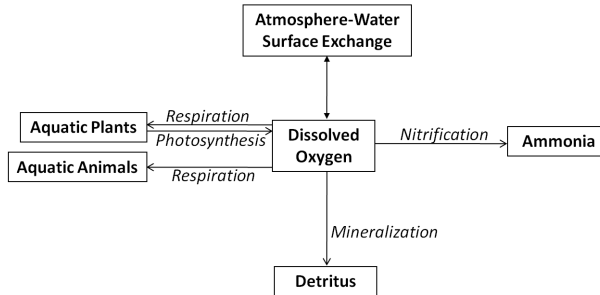 Atmosphere-Water
Surface Exchange
Respiration
Aquatic Plants
Photosynthesis
Dissolved
Oxygen
Nitrification
Ammonia
Aquatic Animals
Respiration
Mineralization
Detritus